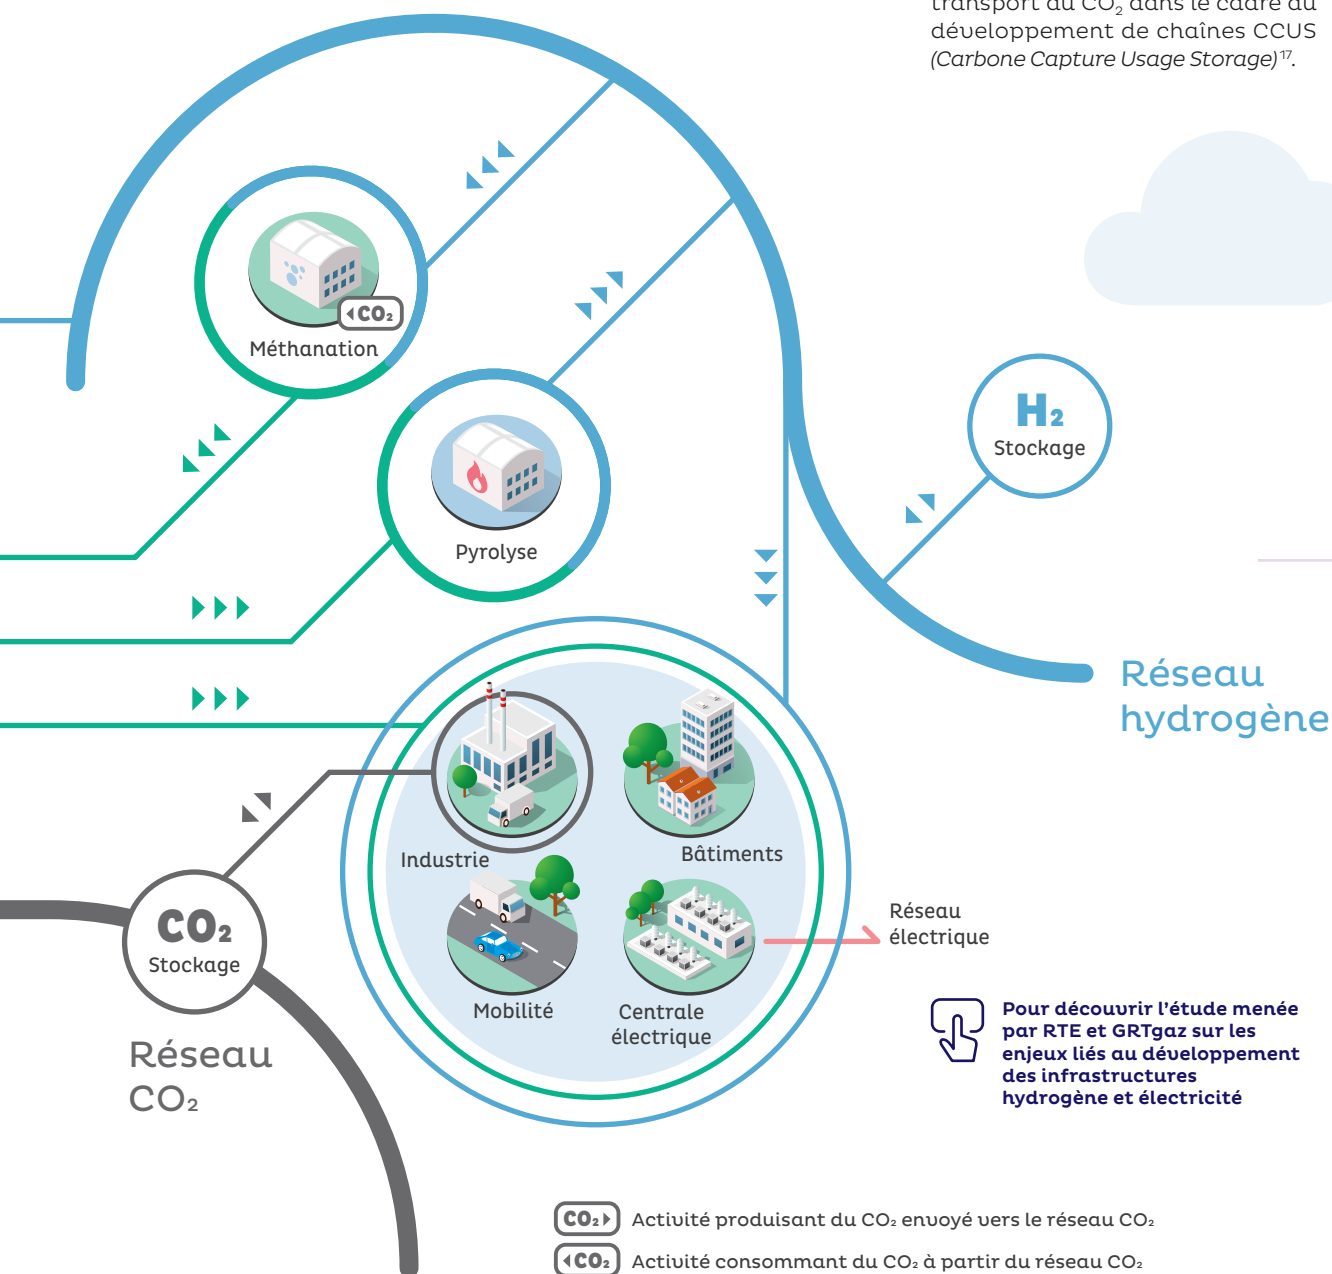 transport du CO₂ dans le cadre du
développement de chaînes CCUS
(Carbone Capture Usage Storage)¹⁷.
CO₂
Méthanation
Pyrolyse
H₂
Stockage
Réseau
hydrogène
Industrie
Bâtiments
Mobilité
Centrale
électrique
Réseau
électrique
CO₂
Stockage
Réseau
CO₂
Pour découvrir l’étude menée
par RTE et GRTgaz sur les
enjeux liés au développement
des infrastructures
hydrogène et électricité
CO₂ Activité produisant du CO₂ envoyé vers le réseau CO₂
CO₂ Activité consommant du CO₂ à partir du réseau CO₂